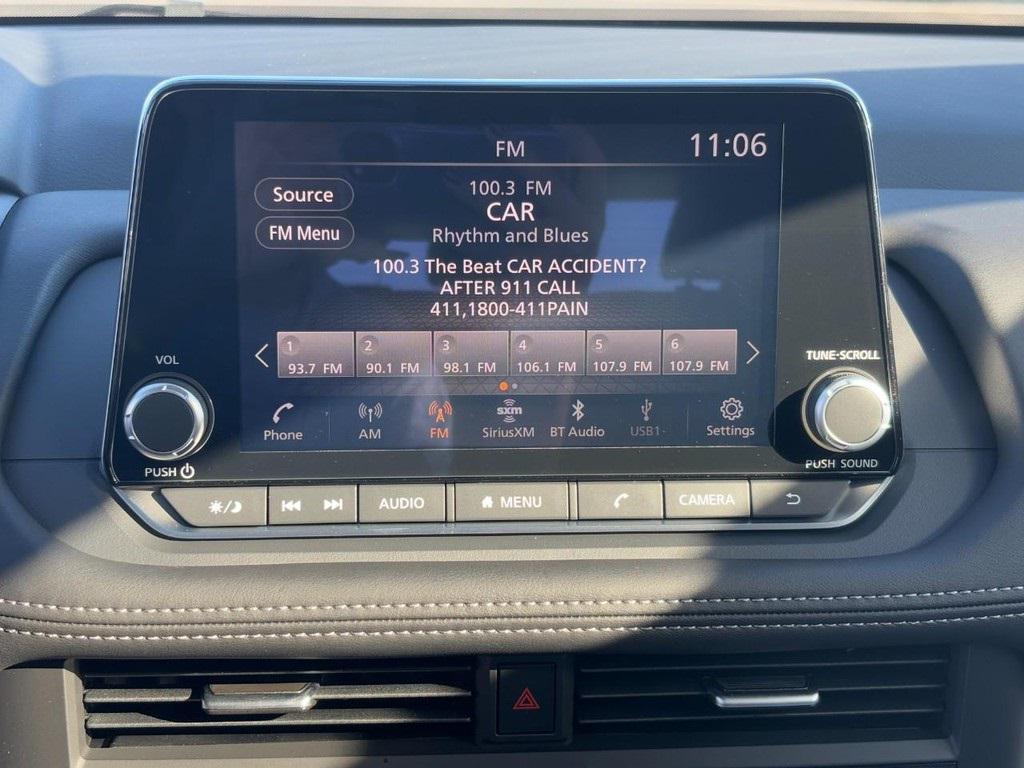 FM
11:06
Source
100.3 FM
CAR
FM Menu
Rhythm and Blues
100.3 The Beat CAR ACCIDENT?
AFTER 911 CALL
411,1800-411PAIN
1 2 3 4 5 6
93.7 FM 90.1 FM 98.1 FM 106.1 FM 107.9 FM 107.9 FM
VOL
TUNE·SCROLL
Phone AM FM sxm SiriusXM BT Audio USB1 Settings
PUSH
PUSH SOUND
AUDIO MENU CAMERA